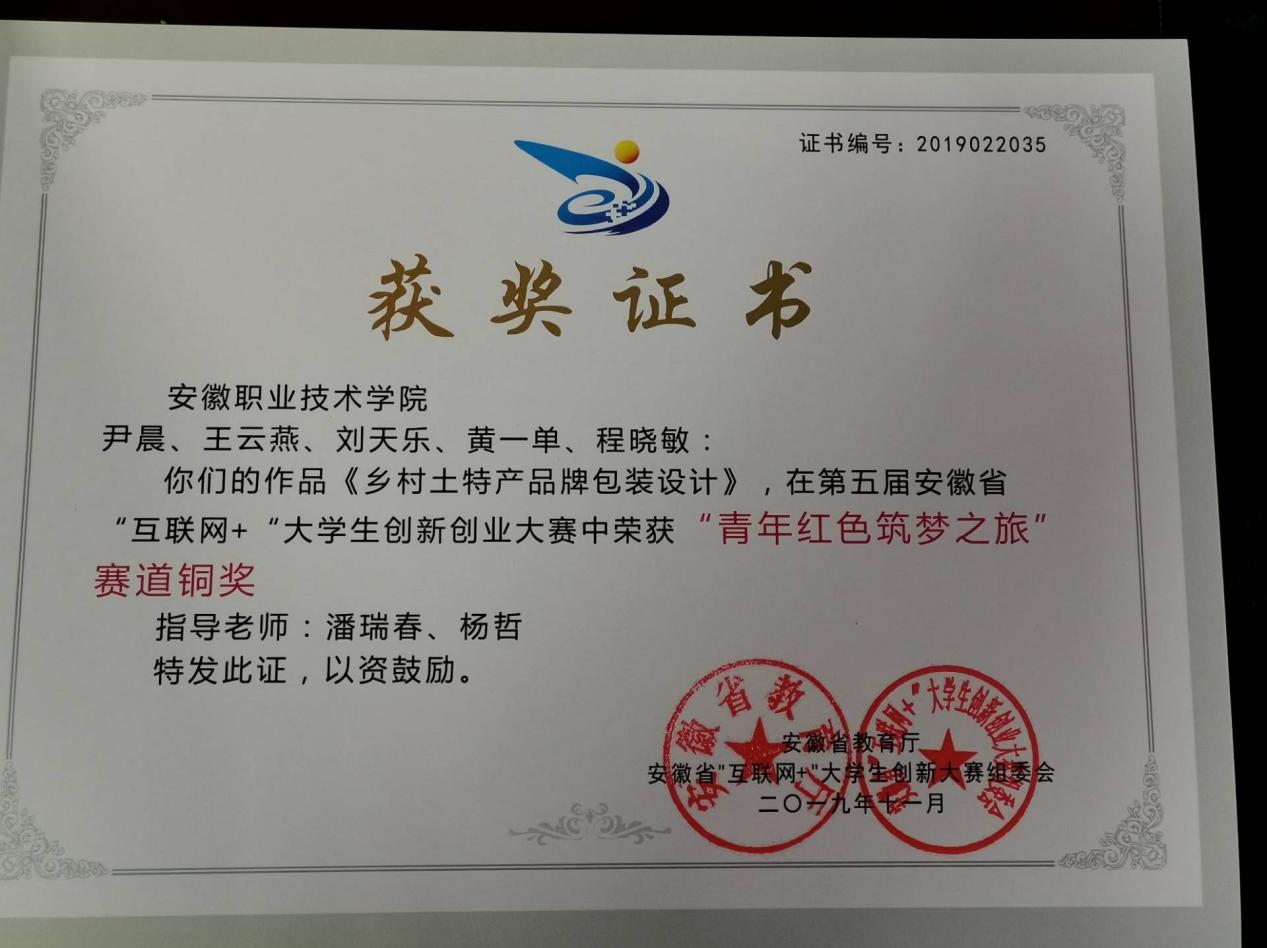 证书编号：2019022035
获奖证书
安徽职业技术学院
尹晨、王云燕、刘天乐、黄一单、程晓敏：
你们的作品《乡村土特产品牌包装设计》，在第五届安徽省
“互联网+“大学生创新创业大赛中荣获“青年红色筑梦之旅”
赛道铜奖
指导老师：潘瑞春、杨哲
特发此证，以资鼓励。
安徽省教育厅
安徽省"互联网+"大学生创新大赛组委会
二〇一九年十一月
安徽省教育厅